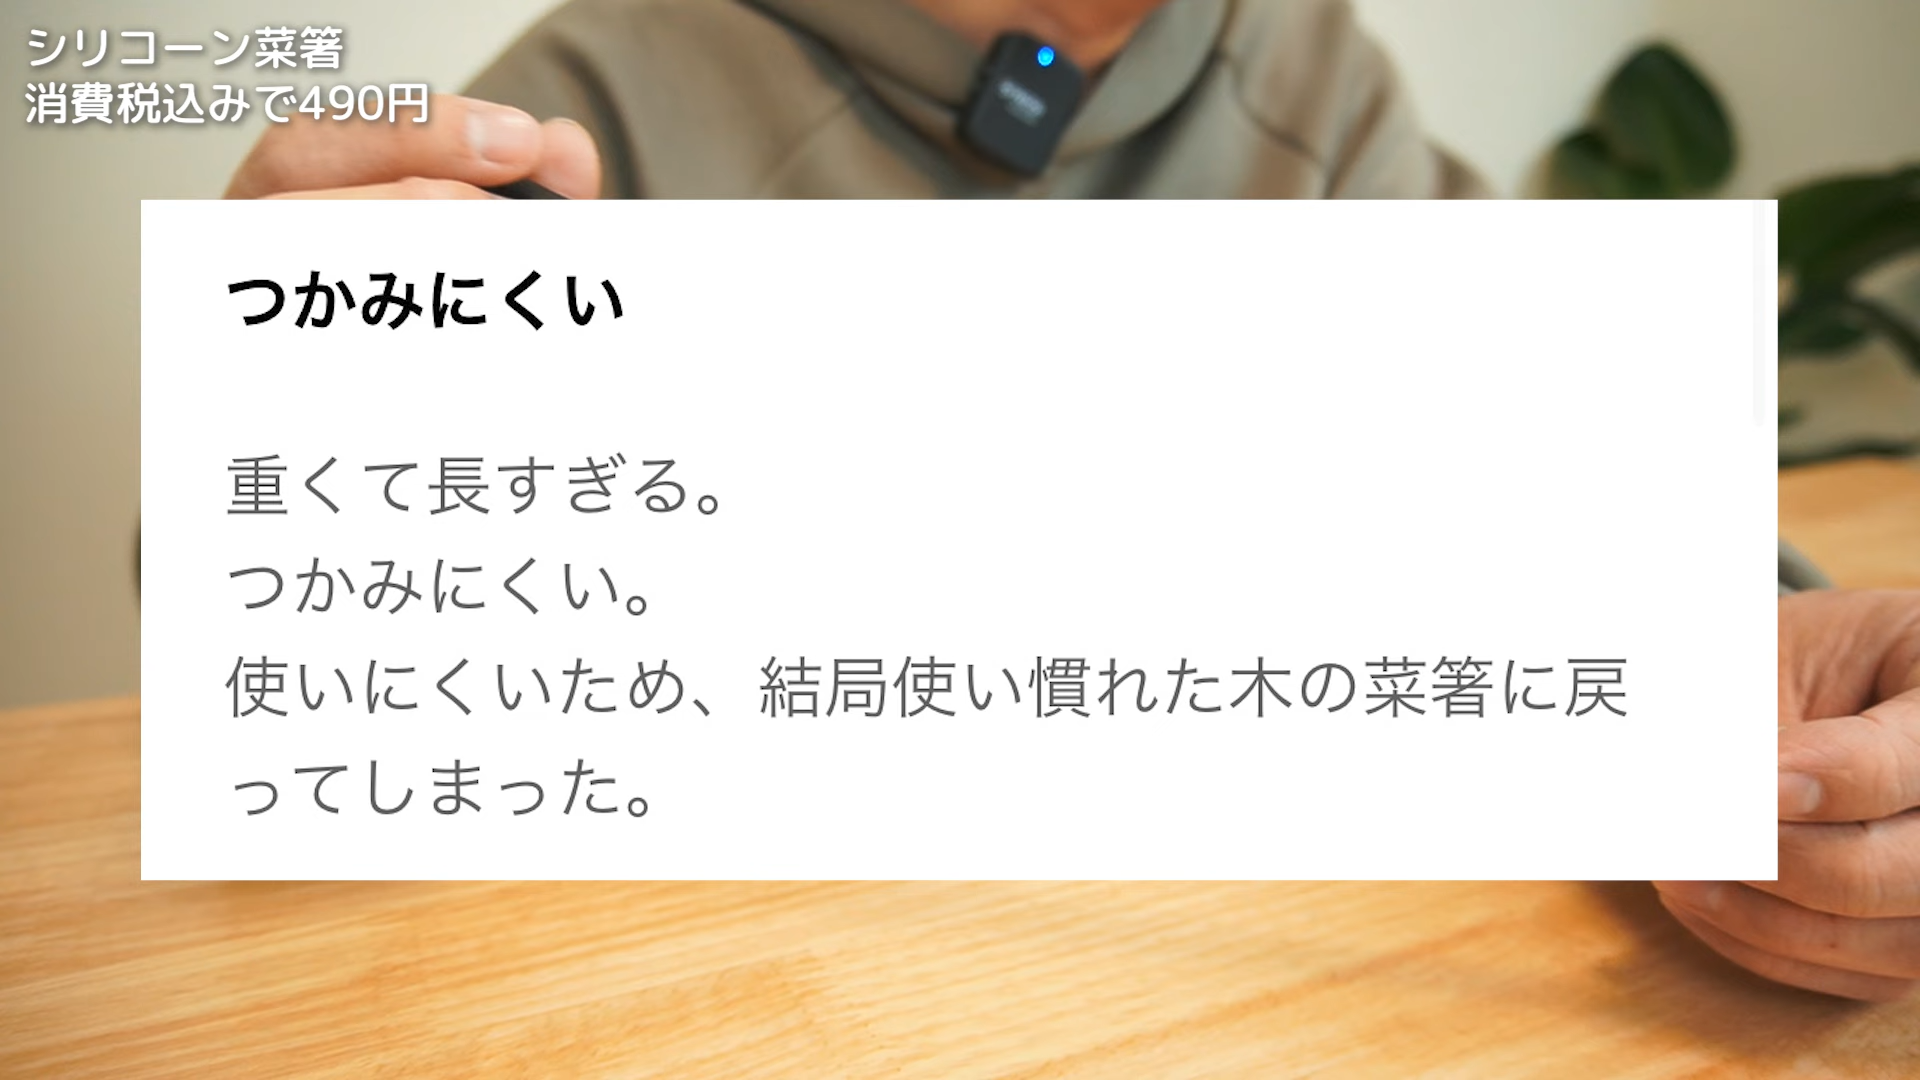 シリコーン菜箸
消費税込みで490円
つかみにくい
重くて長すぎる。
つかみにくい。
使いにくいため、結局使い慣れた木の菜箸に戻
ってしまった。